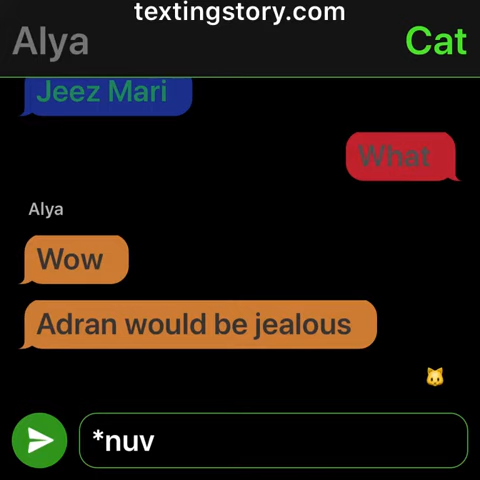 textingstory.com
Alya
Cat
Jeez Mari
What
Alya
Wow
Adran would be jealous
*nuv